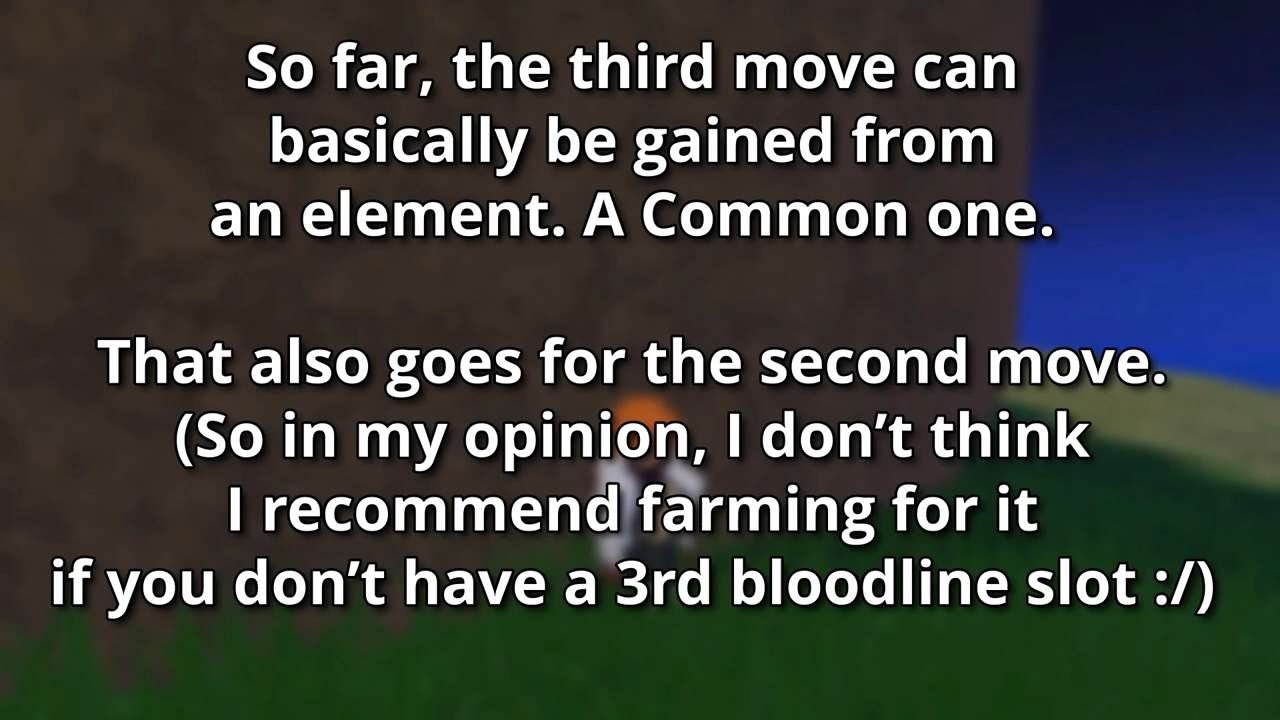 So far, the third move can
basically be gained from
an element. A Common one.
That also goes for the second move.
(So in my opinion, I don’t think
I recommend farming for it
if you don’t have a 3rd bloodline slot :/)